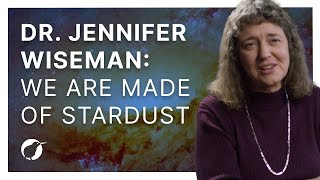 DR. JENNIFER
WISEMAN:
WE ARE MADE
OF STARDUST